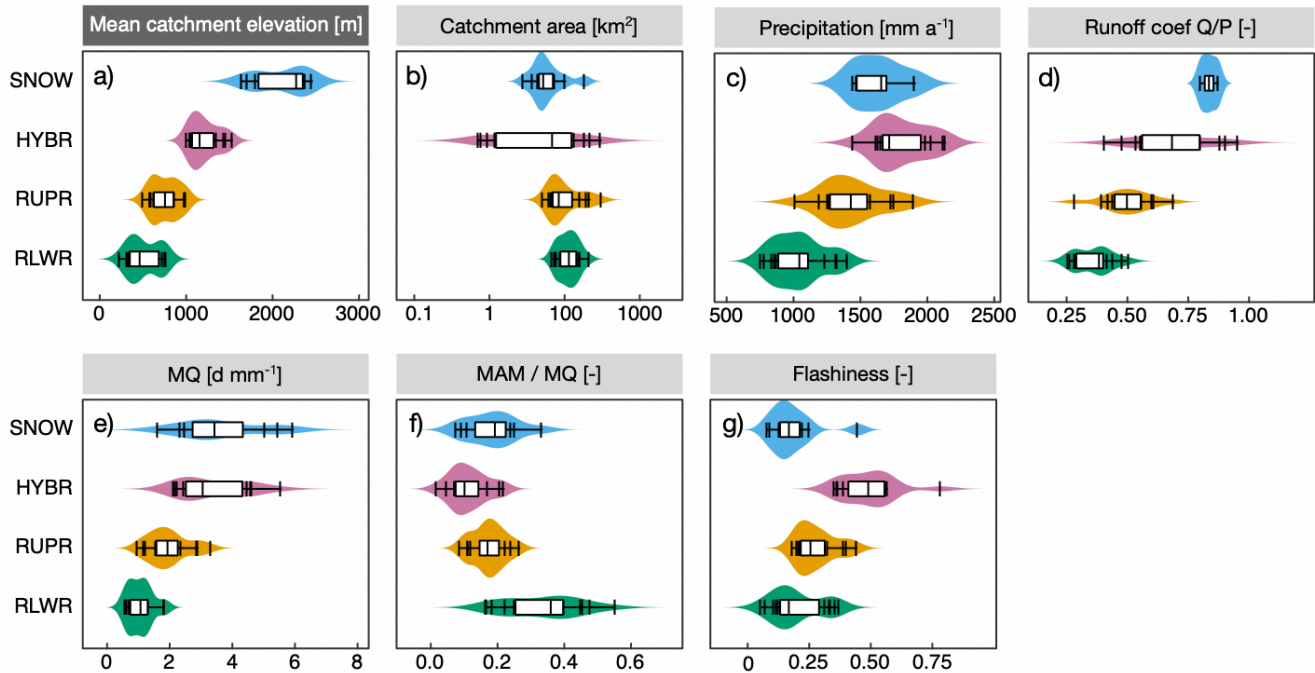 Mean catchment elevation [m]
Catchment area [km²]
Precipitation [mm a⁻¹]
Runoff coef Q/P [-]
SNOW
HYBR
RUPR
RLWR
a)
b)
c)
d)
0 1000 2000 3000
0.1 1 100 1000
500 1000 1500 2000 2500
0.25 0.50 0.75 1.00
MQ [d mm⁻¹]
MAM / MQ [-]
Flashiness [-]
SNOW
HYBR
RUPR
RLWR
e)
f)
g)
0 2 4 6 8
0.0 0.2 0.4 0.6
0 0.25 0.50 0.75